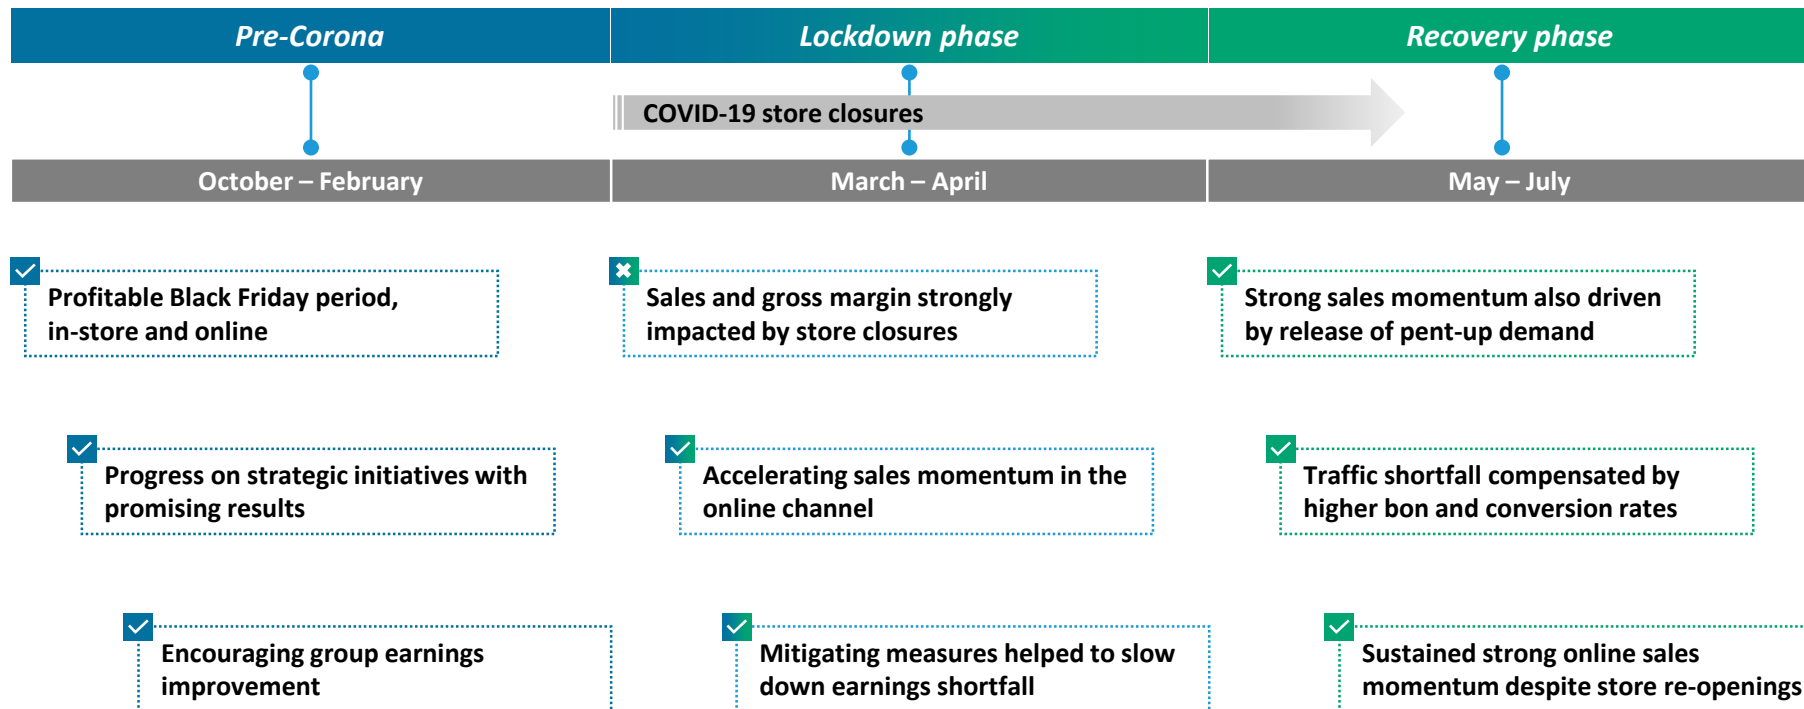 Pre-Corona
Lockdown phase
Recovery phase
COVID-19 store closures
October – February
March – April
May – July
Profitable Black Friday period,
in-store and online
Sales and gross margin strongly
impacted by store closures
Strong sales momentum also driven
by release of pent-up demand
Progress on strategic initiatives with
promising results
Accelerating sales momentum in the
online channel
Traffic shortfall compensated by
higher bon and conversion rates
Encouraging group earnings
improvement
Mitigating measures helped to slow
down earnings shortfall
Sustained strong online sales
momentum despite store re-openings